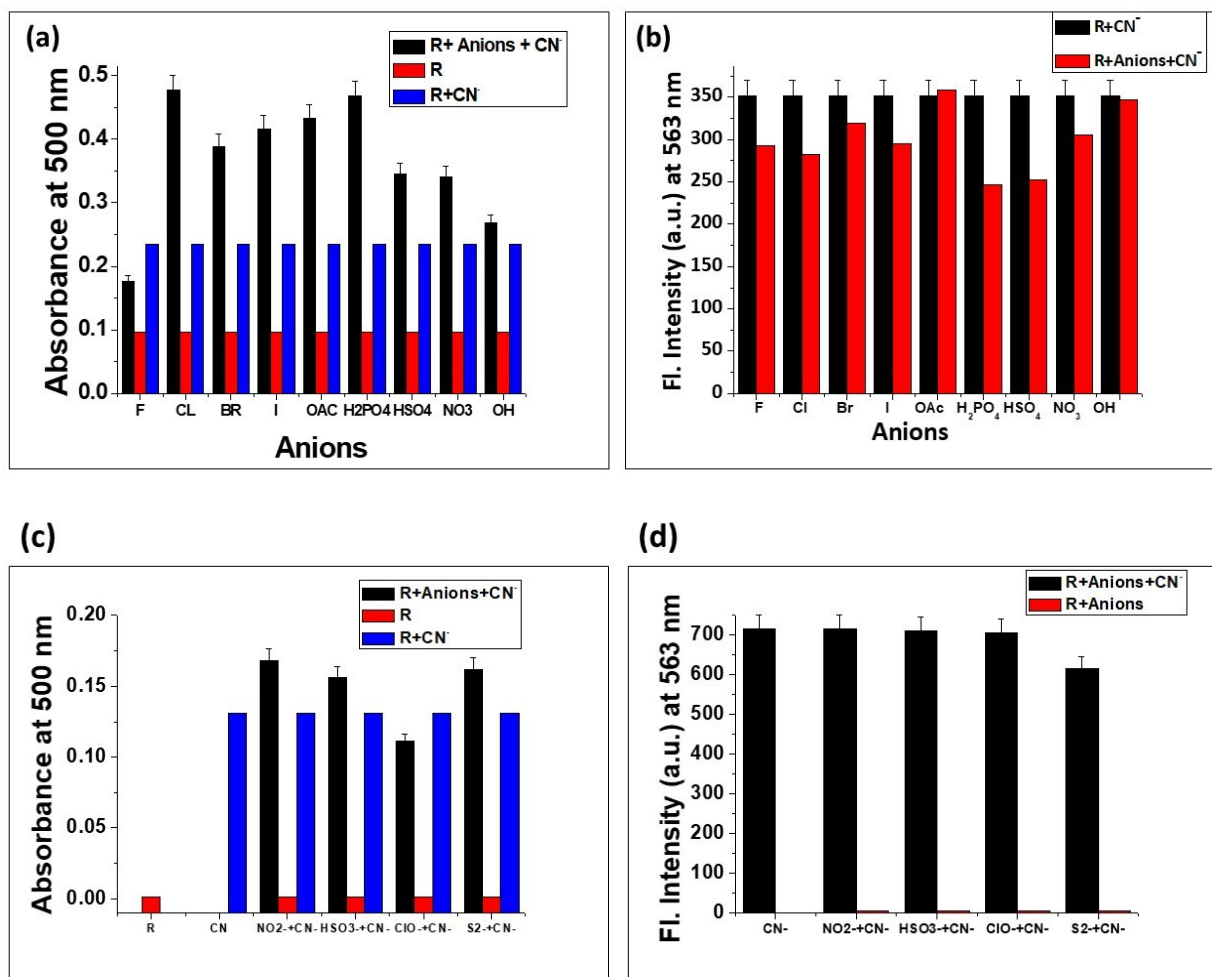 (a)
R+ Anions + CN-
R
R+CN-
Absorbance at 500 nm
0.5
0.4
0.3
0.2
0.1
0.0
F CL BR I OAC H2PO4 HSO4 NO3 OH
Anions
(b)
R+CN-
R+Anions+CN-
Fl. Intensity (a.u.) at 563 nm
350
300
250
200
150
100
50
0
F Cl Br I OAc H2PO4 HSO4 NO3 OH
Anions
(c)
R+Anions+CN-
R
R+CN-
Absorbance at 500 nm
0.20
0.15
0.10
0.05
0.00
R CN NO2-+CN- HSO3-+CN- ClO-+CN- S2-+CN-
(d)
R+Anions+CN-
R+Anions
Fl. Intensity (a.u.) at 563 nm
700
600
500
400
300
200
100
0
CN- NO2-+CN- HSO3-+CN- ClO-+CN- S2-+CN-